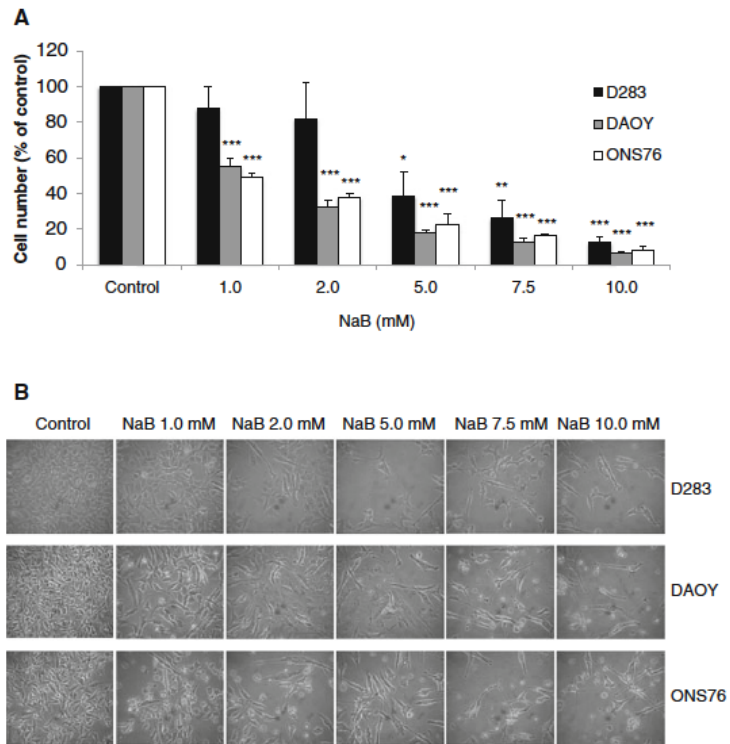 A
Cell number (% of control)
120
100
80
60
40
20
0
D283
DAOY
ONS76
*** ***
*** ***
* *** ***
** *** ***
*** *** ***
Control 1.0 2.0 5.0 7.5 10.0
NaB (mM)
B
Control NaB 1.0 mM NaB 2.0 mM NaB 5.0 mM NaB 7.5 mM NaB 10.0 mM
D283
DAOY
ONS76